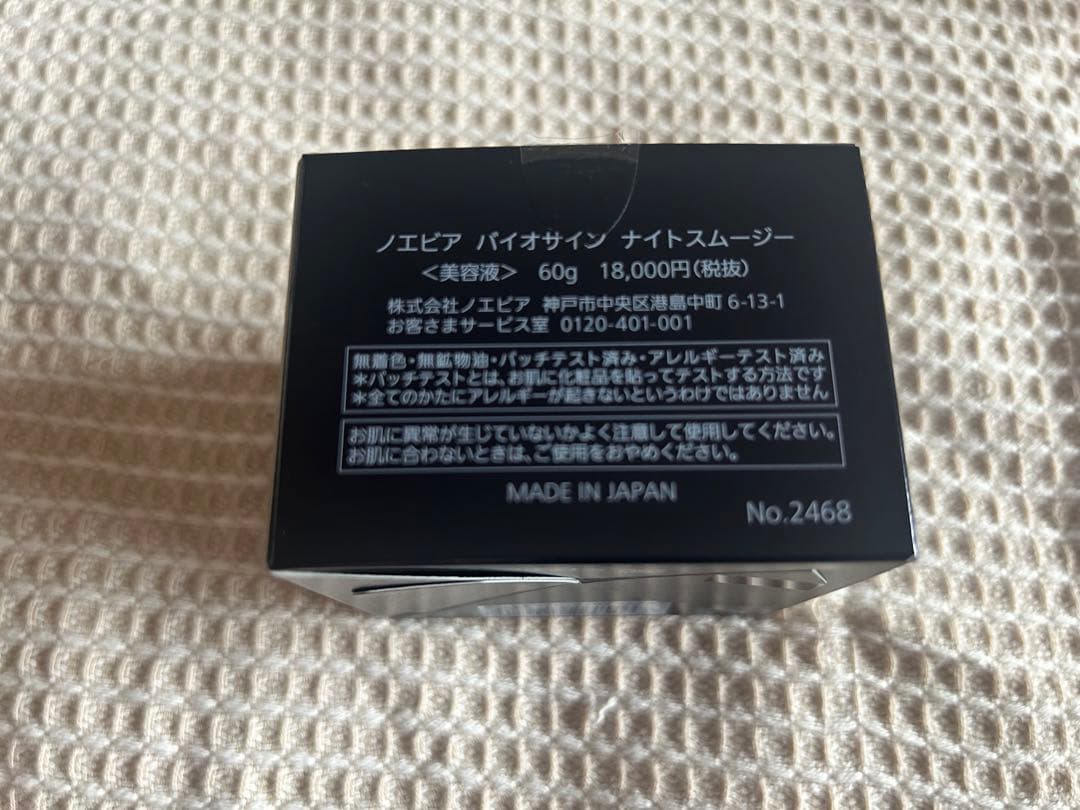 ノエビア バイオサイン ナイトスムージー
＜美容液＞ 60g 18,000円(税抜)
株式会社ノエビア 神戸市中央区港島中町 6-13-1
お客さまサービス室 0120-401-001
無着色・無鉱物油・パッチテスト済み・アレルギーテスト済み
＊パッチテストとは、お肌に化粧品を貼ってテストする方法です
＊全てのかたにアレルギーが起きないというわけではありません
お肌に異常が生じていないかよく注意して使用してください。
お肌に合わないときは、ご使用をおやめください。
MADE IN JAPAN
No.2468